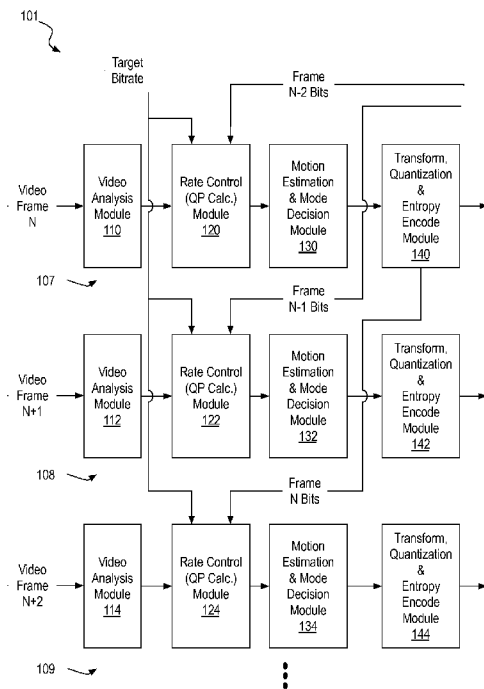 101
Target
Bitrate
Frame
N-2 Bits
Video
Frame
N
Video
Analysis
Module
110
Rate Control
(QP Calc.)
Module
120
Motion
Estimation
& Mode
Decision
Module
130
Transform,
Quantization
&
Entropy
Encode
Module
140
107
Frame
N-1 Bits
Video
Frame
N+1
Video
Analysis
Module
112
Rate Control
(QP Calc.)
Module
122
Motion
Estimation
& Mode
Decision
Module
132
Transform,
Quantization
&
Entropy
Encode
Module
142
108
Frame
N Bits
Video
Frame
N+2
Video
Analysis
Module
114
Rate Control
(QP Calc.)
Module
124
Motion
Estimation
& Mode
Decision
Module
134
Transform,
Quantization
&
Entropy
Encode
Module
144
109